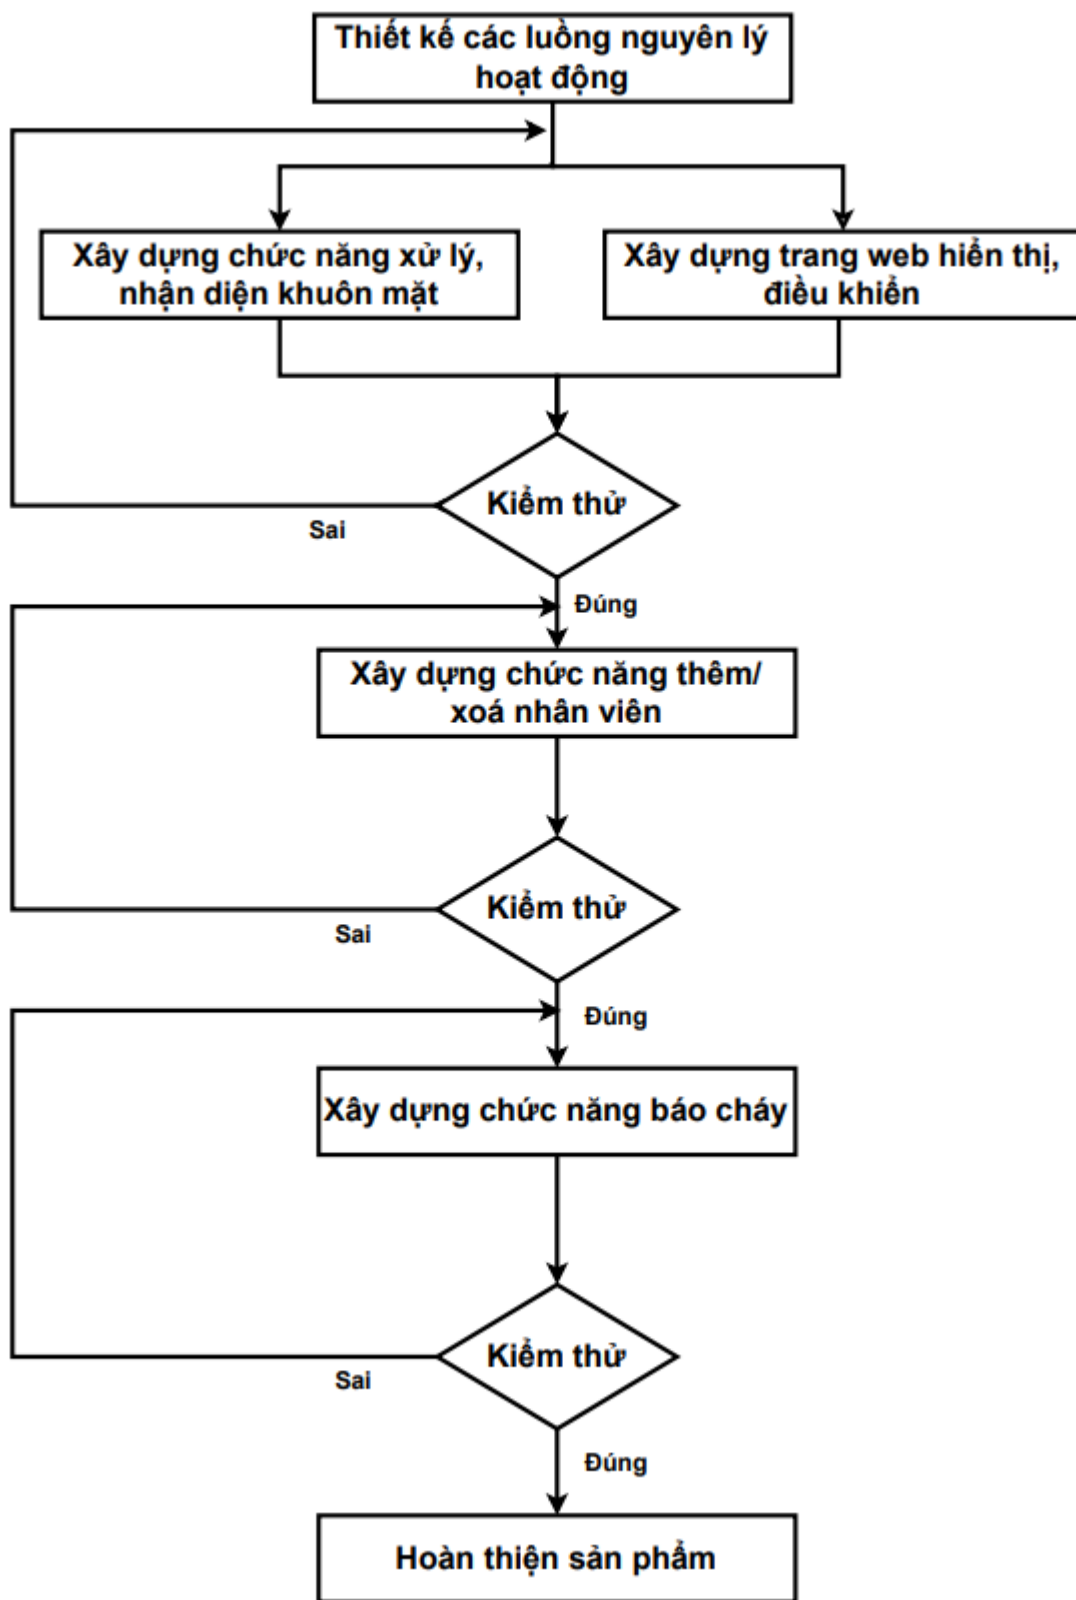 Thiết kế các luồng nguyên lý
hoạt động
Xây dựng chức năng xử lý,
nhận diện khuôn mặt
Xây dựng trang web hiển thị,
điều khiển
Kiểm thử
Sai
Đúng
Xây dựng chức năng thêm/
xoá nhân viên
Kiểm thử
Sai
Đúng
Xây dựng chức năng báo cháy
Kiểm thử
Sai
Đúng
Hoàn thiện sản phẩm